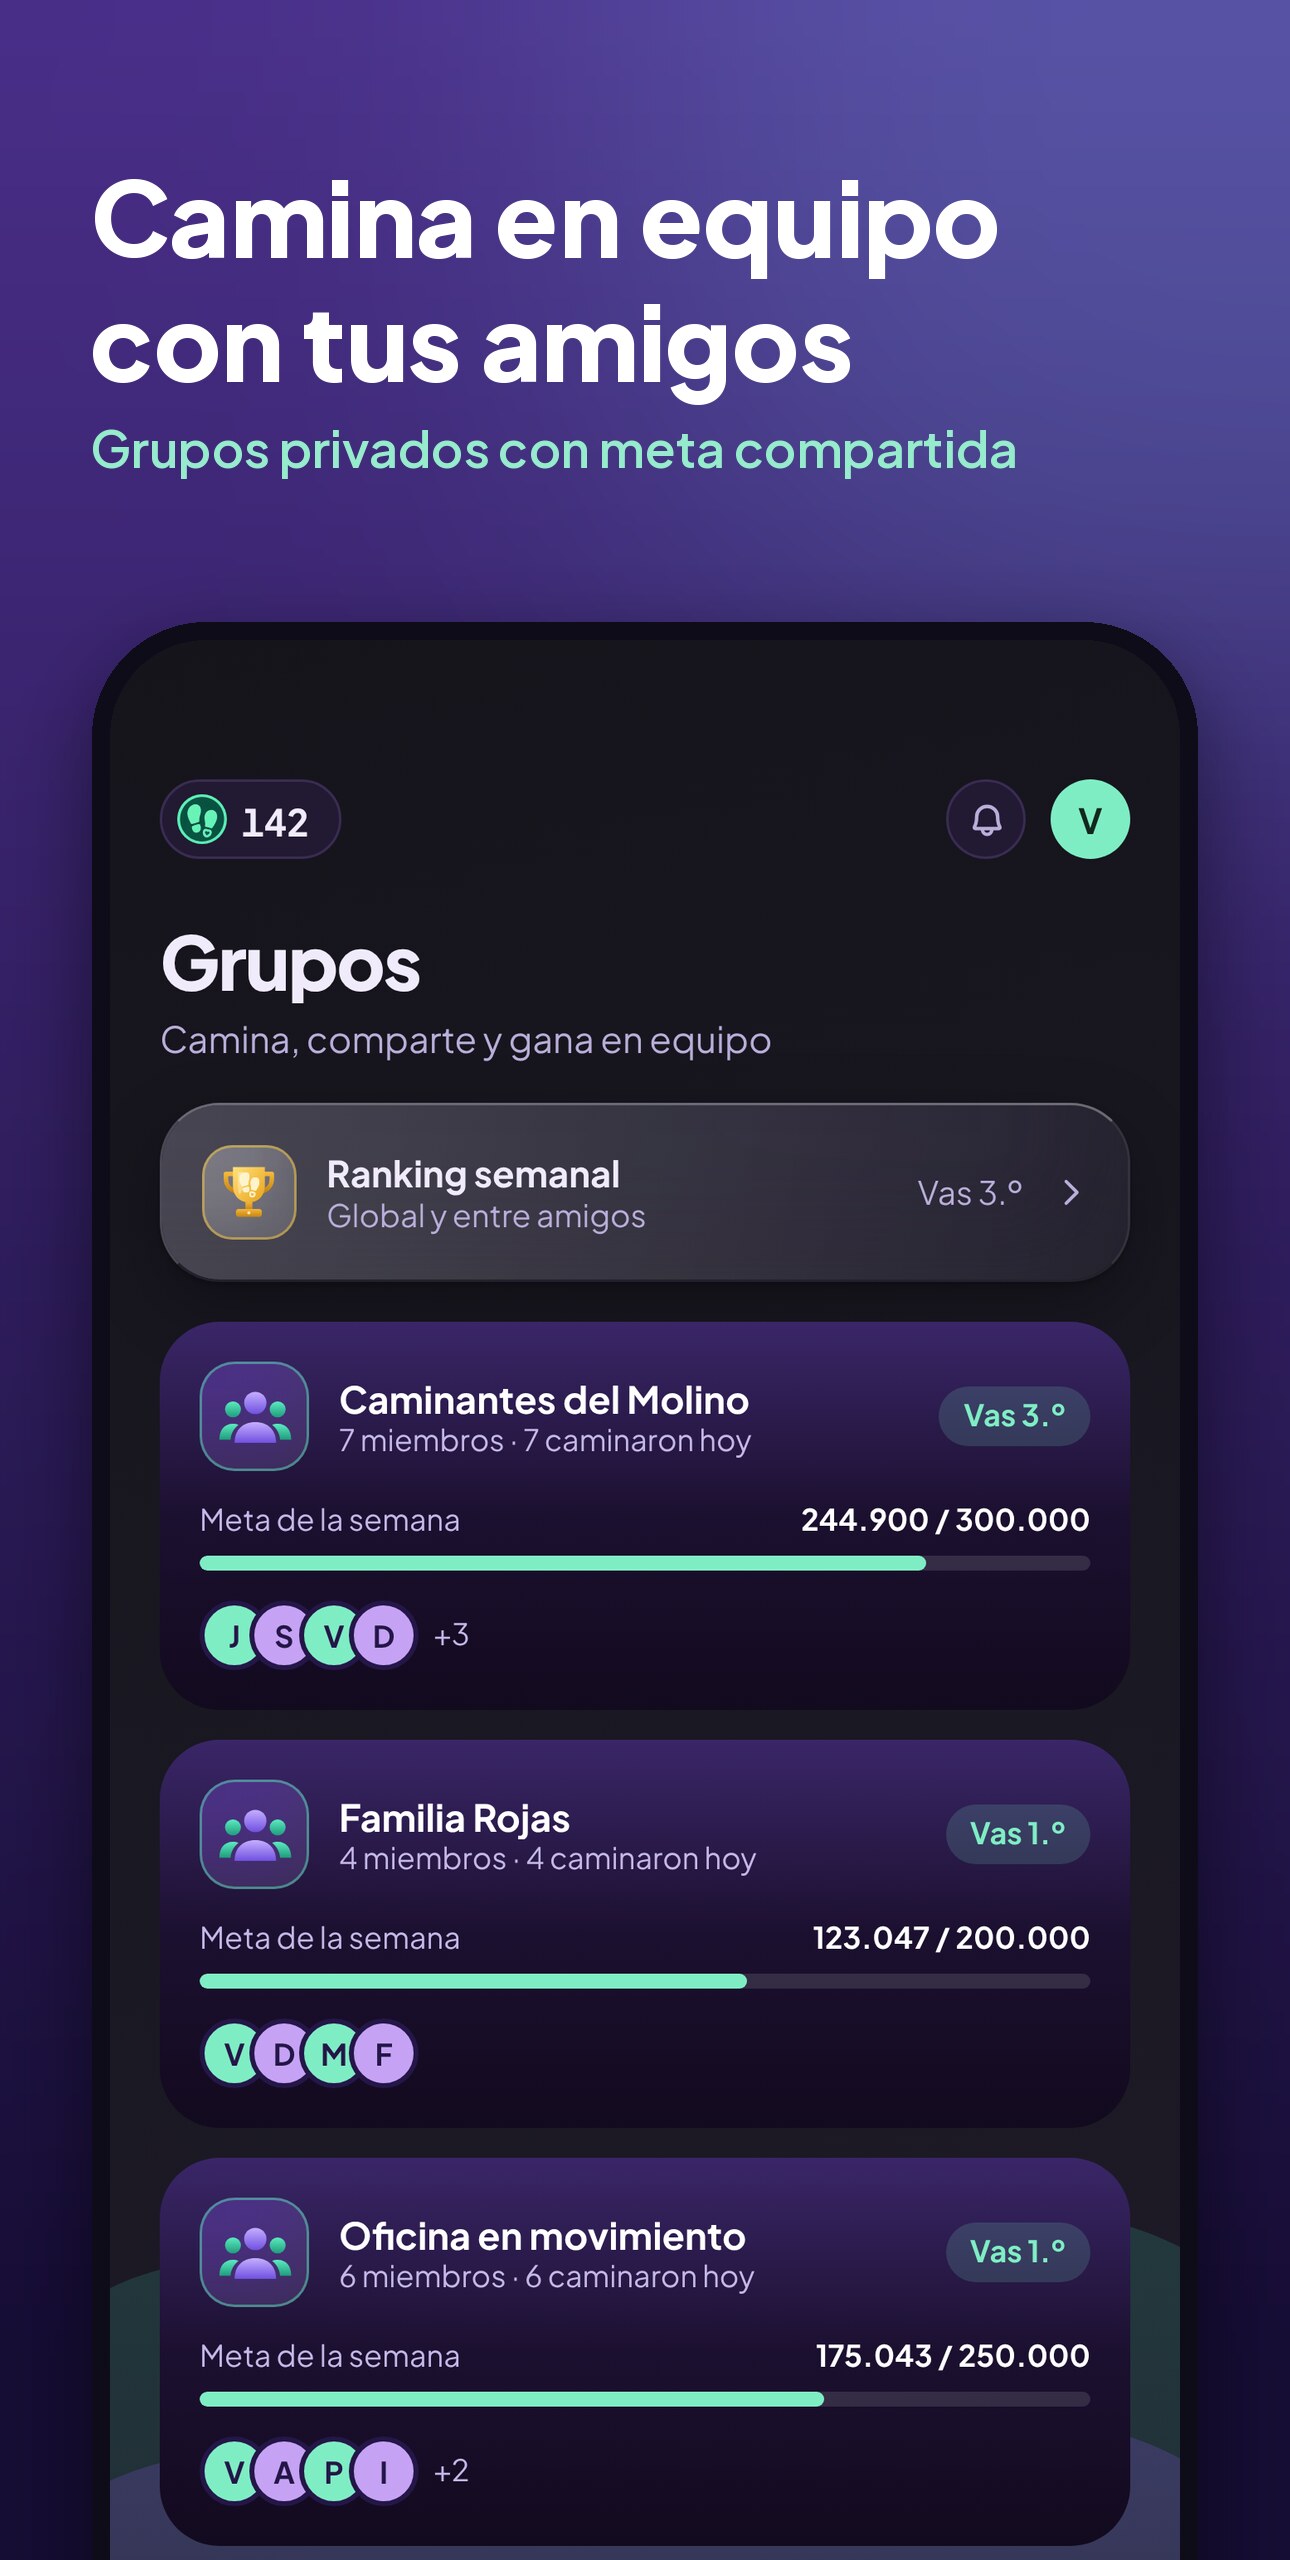 Camina en equipo
con tus amigos
Grupos privados con meta compartida
142
V
Grupos
Camina, comparte y gana en equipo
Ranking semanal
Global y entre amigos
Vas 3.º
Caminantes del Molino
7 miembros · 7 caminaron hoy
Vas 3.º
Meta de la semana
244.900 / 300.000
J S V D +3
Familia Rojas
4 miembros · 4 caminaron hoy
Vas 1.º
Meta de la semana
123.047 / 200.000
V D M F
Oficina en movimiento
6 miembros · 6 caminaron hoy
Vas 1.º
Meta de la semana
175.043 / 250.000
V A P I +2